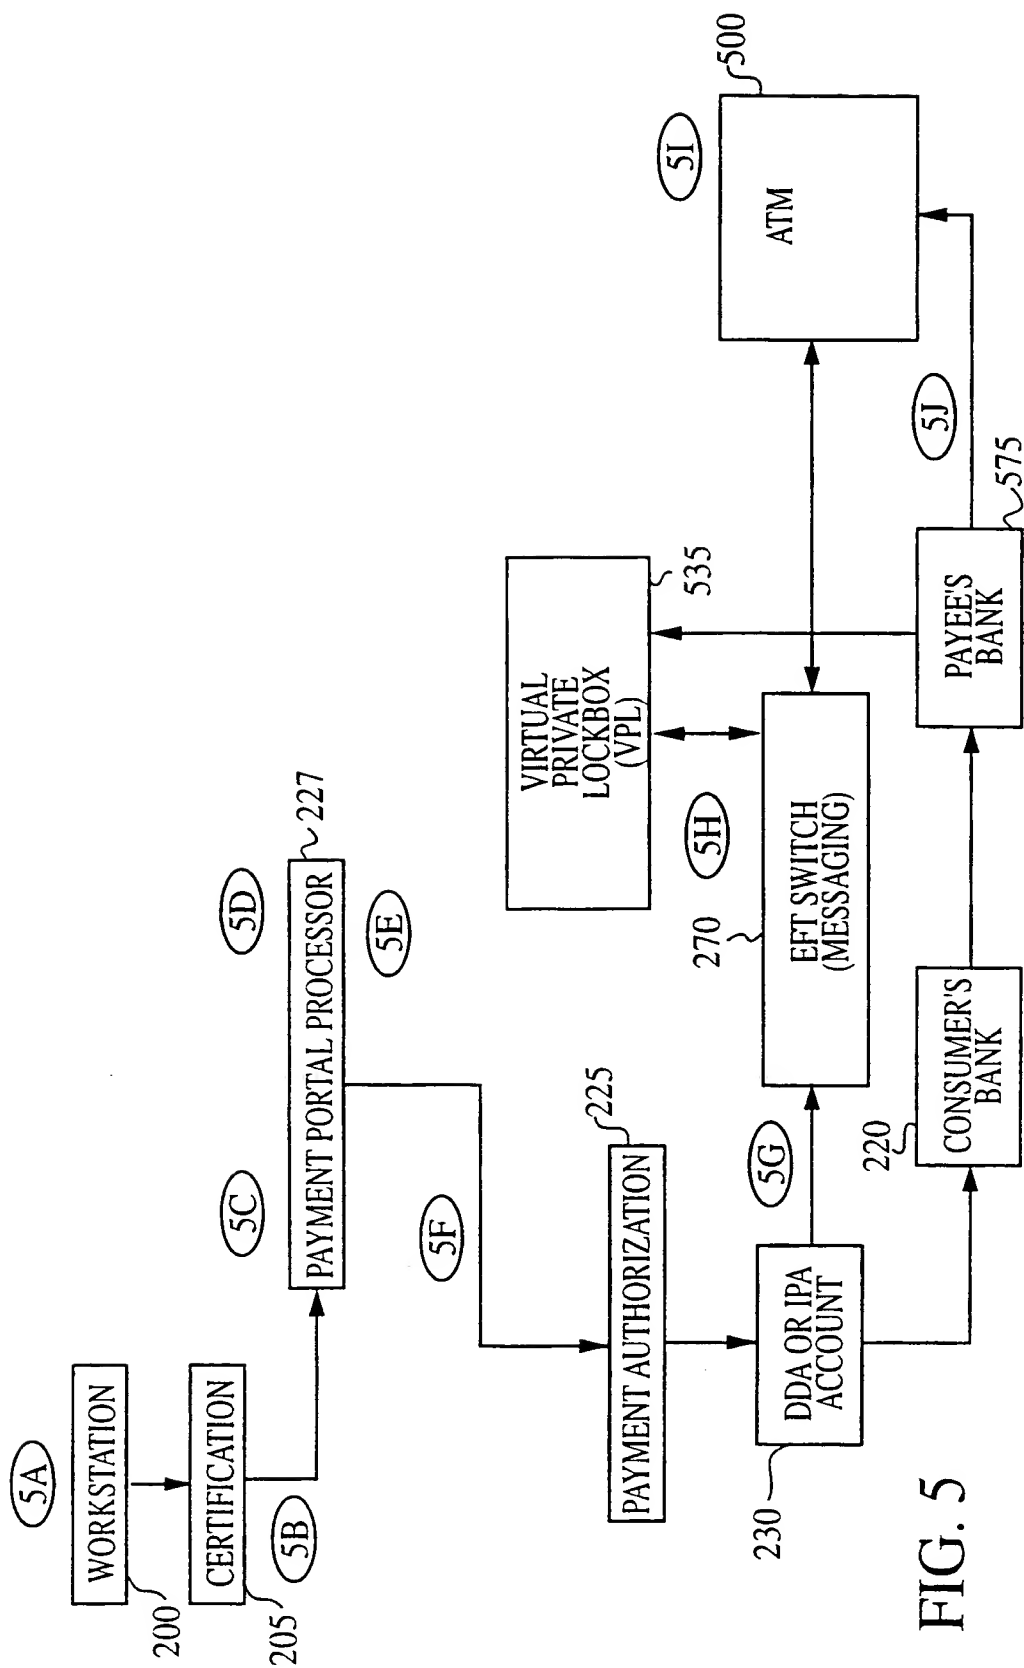 5A
WORKSTATION
200
CERTIFICATION
205
5B
5C
5D
PAYMENT PORTAL PROCESSOR
227
5E
5F
PAYMENT AUTHORIZATION
225
DDA OR IPA
ACCOUNT
230
5G
EFT SWITCH
(MESSAGING)
270
5H
VIRTUAL
PRIVATE
LOCKBOX
(VPL)
535
5I
ATM
500
CONSUMER'S
BANK
220
PAYEE'S
BANK
575
5J
FIG. 5